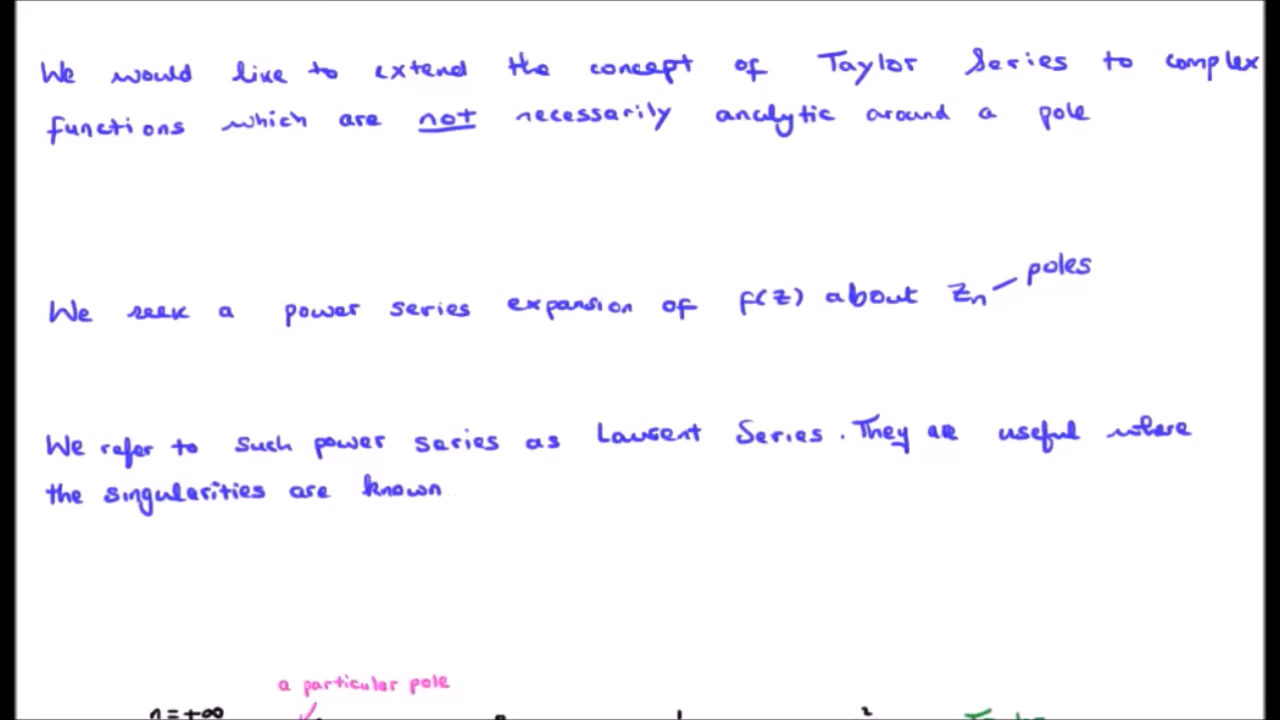 We would like to extend the concept of Taylor Series to complex
functions which are not necessarily analytic around a pole
poles
We seek a power series expansion of f(z) about Zn
We refer to such power series as Laurent Series. They are useful where
the singularities are known
a particular pole
n=+∞